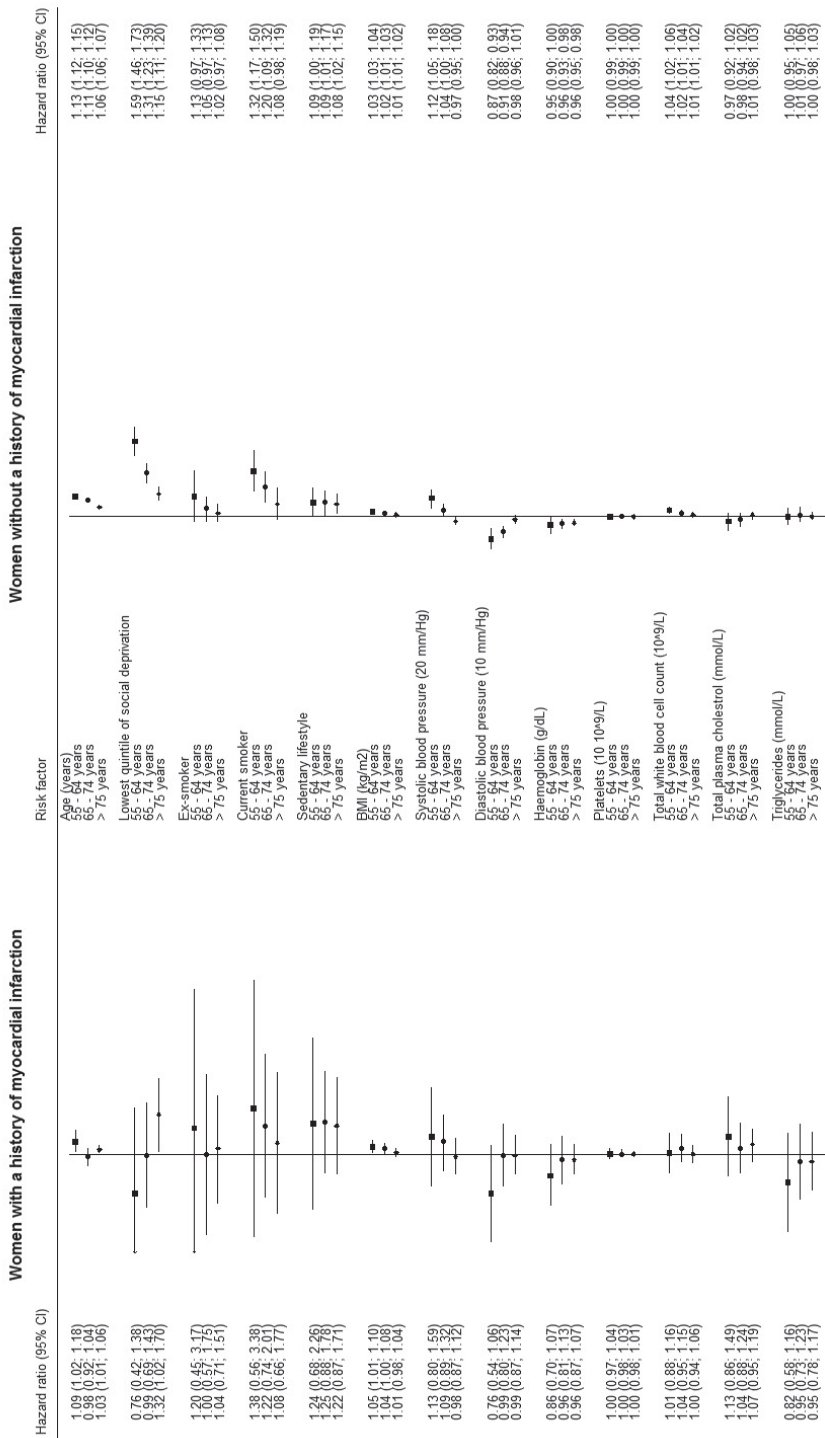 Women with a history of myocardial infarction Women without a history of myocardial infarction
Hazard ratio (95% CI) Risk factor Hazard ratio (95% CI)
Age (years)
1.09 (1.02; 1.18) 55 - 64 years 1.13 (1.12; 1.15)
0.98 (0.92; 1.04) 65 - 74 years 1.11 (1.10; 1.12)
1.03 (1.01; 1.06) > 75 years 1.06 (1.06; 1.07)
Lowest quintile of social deprivation
0.76 (0.42; 1.38) 55 - 64 years 1.59 (1.46; 1.73)
0.99 (0.69; 1.43) 65 - 74 years 1.31 (1.23; 1.39)
1.32 (1.02; 1.70) > 75 years 1.15 (1.11; 1.20)
Ex-smoker
1.20 (0.45; 3.17) 55 - 64 years 1.13 (0.97; 1.33)
1.00 (0.57; 1.75) 65 - 74 years 1.05 (0.97; 1.13)
1.04 (0.71; 1.51) > 75 years 1.02 (0.97; 1.08)
Current smoker
1.38 (0.56; 3.38) 55 - 64 years 1.32 (1.17; 1.50)
1.22 (0.74; 2.01) 65 - 74 years 1.20 (1.09; 1.32)
1.08 (0.66; 1.77) > 75 years 1.08 (0.98; 1.19)
Sedentary lifestyle
1.24 (0.68; 2.26) 55 - 64 years 1.09 (1.00; 1.19)
1.25 (0.88; 1.78) 65 - 74 years 1.09 (1.01; 1.17)
1.22 (0.87; 1.71) > 75 years 1.08 (1.02; 1.15)
BMI (kg/m2)
1.05 (1.01; 1.10) 55 - 64 years 1.03 (1.03; 1.04)
1.04 (1.00; 1.08) 65 - 74 years 1.02 (1.01; 1.03)
1.01 (0.98; 1.04) > 75 years 1.01 (1.01; 1.02)
Systolic blood pressure (20 mm/Hg)
1.13 (0.80; 1.59) 55 - 64 years 1.12 (1.05; 1.18)
1.09 (0.89; 1.32) 65 - 74 years 1.04 (1.00; 1.08)
0.98 (0.87; 1.12) > 75 years 0.97 (0.95; 1.00)
Diastolic blood pressure (10 mm/Hg)
0.76 (0.54; 1.06) 55 - 64 years 0.87 (0.82; 0.93)
0.99 (0.80; 1.23) 65 - 74 years 0.91 (0.88; 0.94)
0.99 (0.87; 1.14) > 75 years 0.98 (0.96; 1.01)
Haemoglobin (g/dL)
0.86 (0.70; 1.07) 55 - 64 years 0.95 (0.90; 1.00)
0.96 (0.81; 1.13) 65 - 74 years 0.96 (0.93; 0.98)
0.96 (0.87; 1.07) > 75 years 0.96 (0.95; 0.98)
Platelets (10 10^9/L)
1.00 (0.97; 1.04) 55 - 64 years 1.00 (0.99; 1.00)
1.00 (0.98; 1.03) 65 - 74 years 1.00 (0.99; 1.00)
1.00 (0.98; 1.01) > 75 years 1.00 (0.99; 1.00)
Total white blood cell count (10^9/L)
1.01 (0.88; 1.16) 55 - 64 years 1.04 (1.02; 1.06)
1.04 (0.95; 1.15) 65 - 74 years 1.02 (1.01; 1.04)
1.00 (0.94; 1.06) > 75 years 1.01 (1.01; 1.02)
Total plasma cholestrol (mmol/L)
1.13 (0.86; 1.49) 55 - 64 years 0.97 (0.92; 1.02)
1.04 (0.88; 1.24) 65 - 74 years 0.98 (0.94; 1.02)
1.07 (0.95; 1.19) > 75 years 1.01 (0.98; 1.03)
Triglycerides (mmol/L)
0.82 (0.58; 1.16) 55 - 64 years 1.00 (0.95; 1.05)
0.95 (0.73; 1.23) 65 - 74 years 1.01 (0.97; 1.06)
0.95 (0.78; 1.17) > 75 years 1.00 (0.98; 1.03)